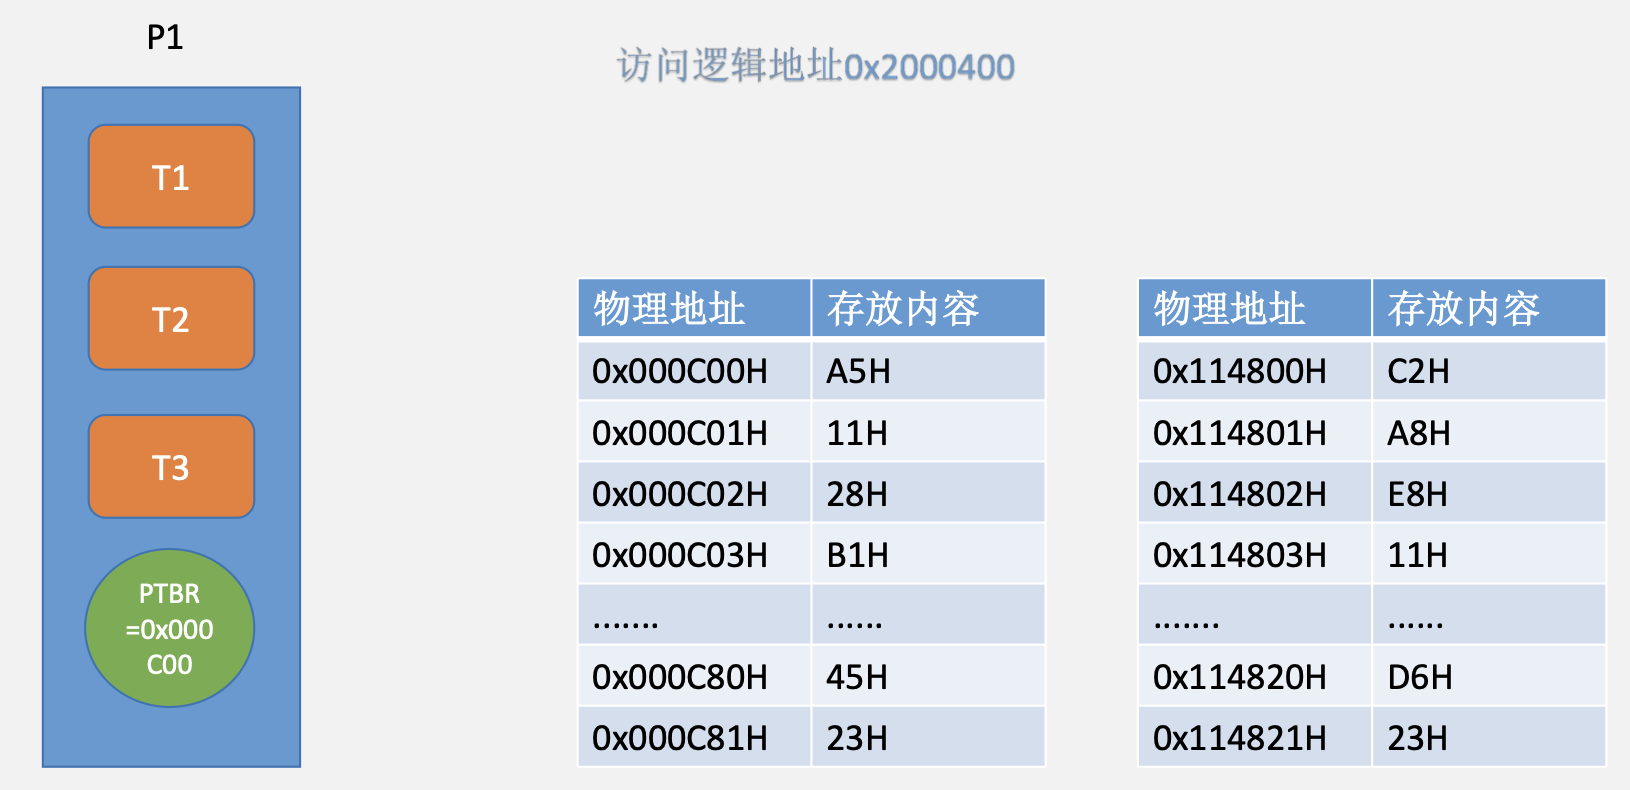 P1
访问逻辑地址0x2000400
T1
T2
T3
PTBR
=0x000
C00
物理地址 存放内容
0x000C00H A5H
0x000C01H 11H
0x000C02H 28H
0x000C03H B1H
....... ......
0x000C80H 45H
0x000C81H 23H
物理地址 存放内容
0x114800H C2H
0x114801H A8H
0x114802H E8H
0x114803H 11H
....... ......
0x114820H D6H
0x114821H 23H